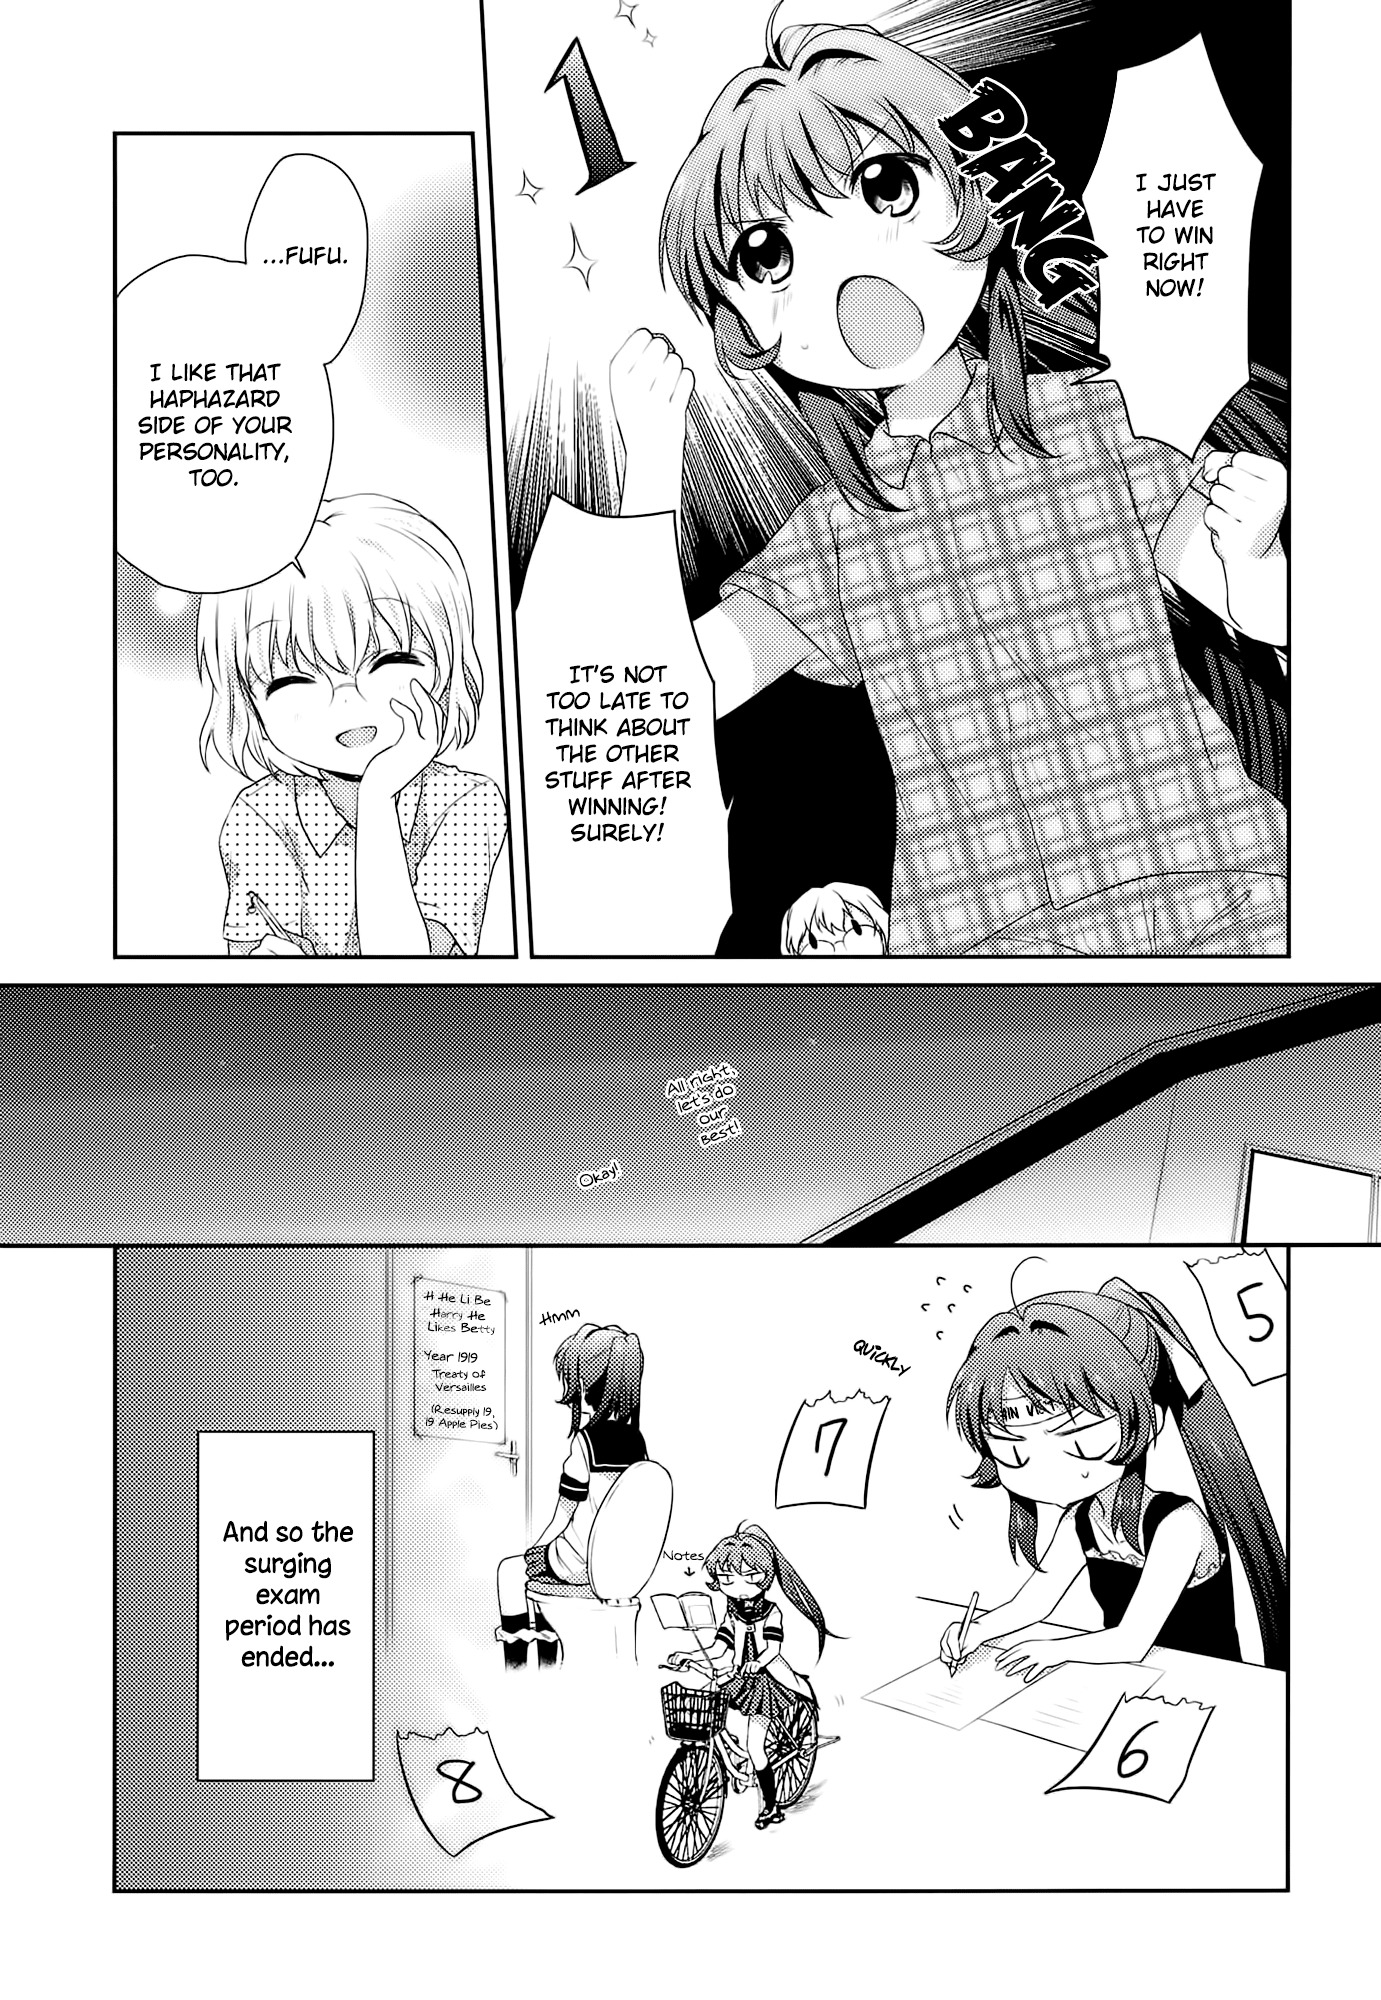 1
BANG
I JUST
HAVE
TO WIN
RIGHT
NOW!
IT'S NOT
TOO LATE TO
THINK ABOUT
THE OTHER
STUFF AFTER
WINNING!
SURELY!
...FUFU.
I LIKE THAT
HAPHAZARD
SIDE OF YOUR
PERSONALITY,
TOO.
All right,
let's do
our
best!
Okay!
5
QUICKLY
7
6
Hmm
H He Li Be
Harry He
Likes Betty
Year 1919
Treaty of
Versailles
(Resupply 19,
19 Apple Pies)
Notes
8
And so the
surging
exam
period has
ended...